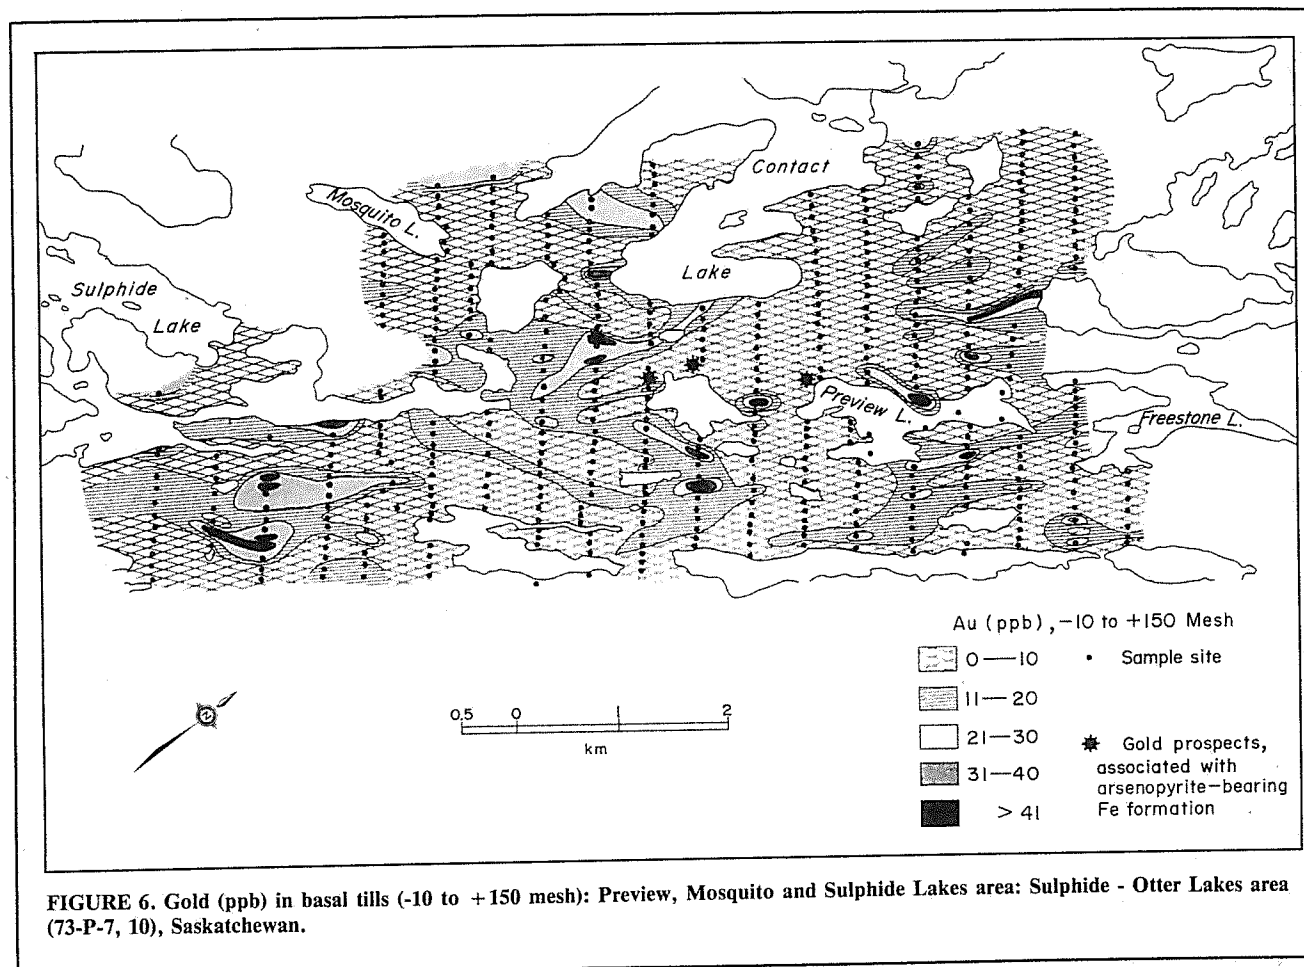 Contact
Mosquito L.
Lake
Sulphide
Lake
Preview L.
Freestone L.
Au (ppb), -10 to +150 Mesh
0—10
Sample site
11—20
21—30
31—40
> 41
Gold prospects,
associated with
arsenopyrite-bearing
Fe formation
N
0.5 0 1 2
km
FIGURE 6. Gold (ppb) in basal tills (-10 to +150 mesh): Preview, Mosquito and Sulphide Lakes area: Sulphide - Otter Lakes area
(73-P-7, 10), Saskatchewan.